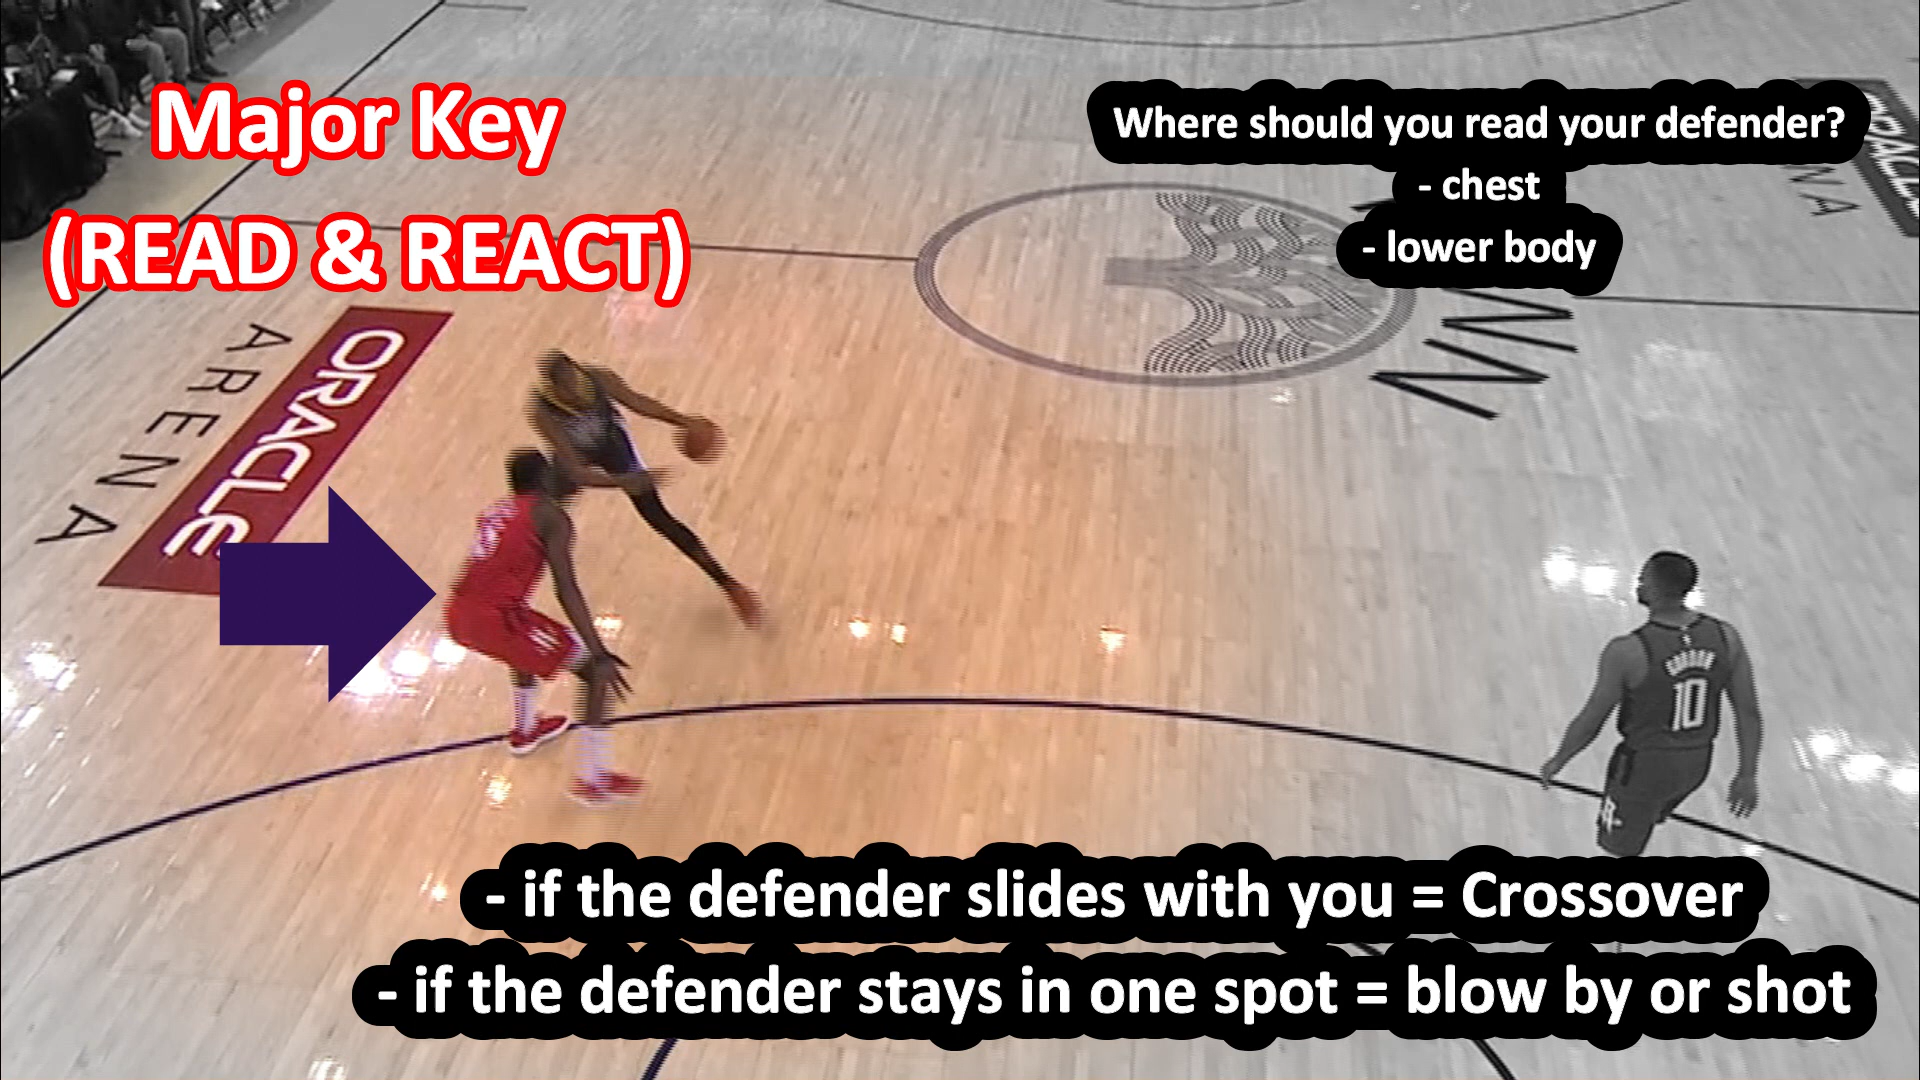 Major Key
(READ & REACT)
Where should you read your defender?
- chest
- lower body
ORACLE
ARENA
GORDON
10
- if the defender slides with you = Crossover
- if the defender stays in one spot = blow by or shot